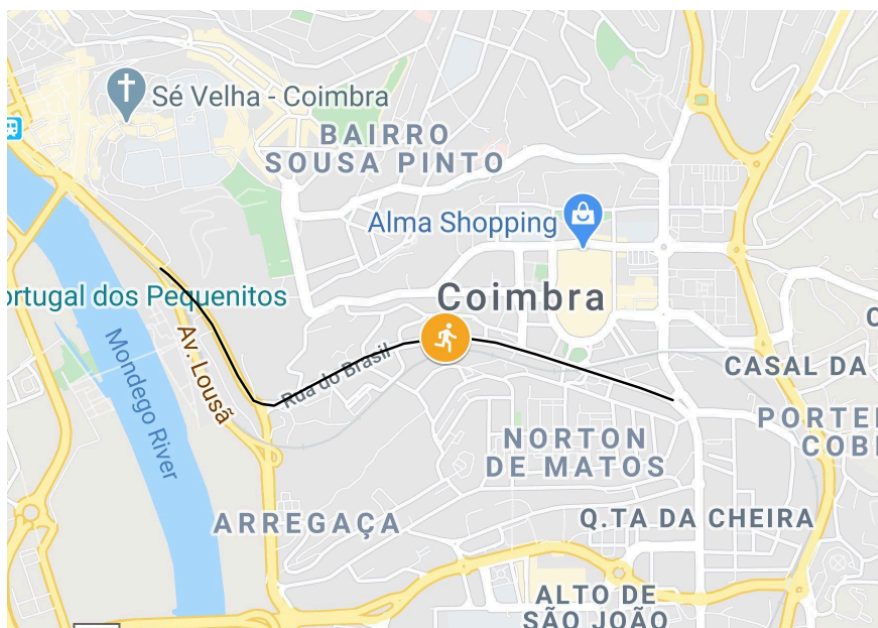 Sé Velha - Coimbra
BAIRRO
SOUSA PINTO
Alma Shopping
ortugal dos Pequenitos
Coimbra
Mondego River
Av. Lousã
Rua do Brasil
C
CASAL DA
NORTON
DE MATOS
PORTE
COB
ARREGAÇA
Q.TA DA CHEIRA
ALTO DE
SÃO JOÃO